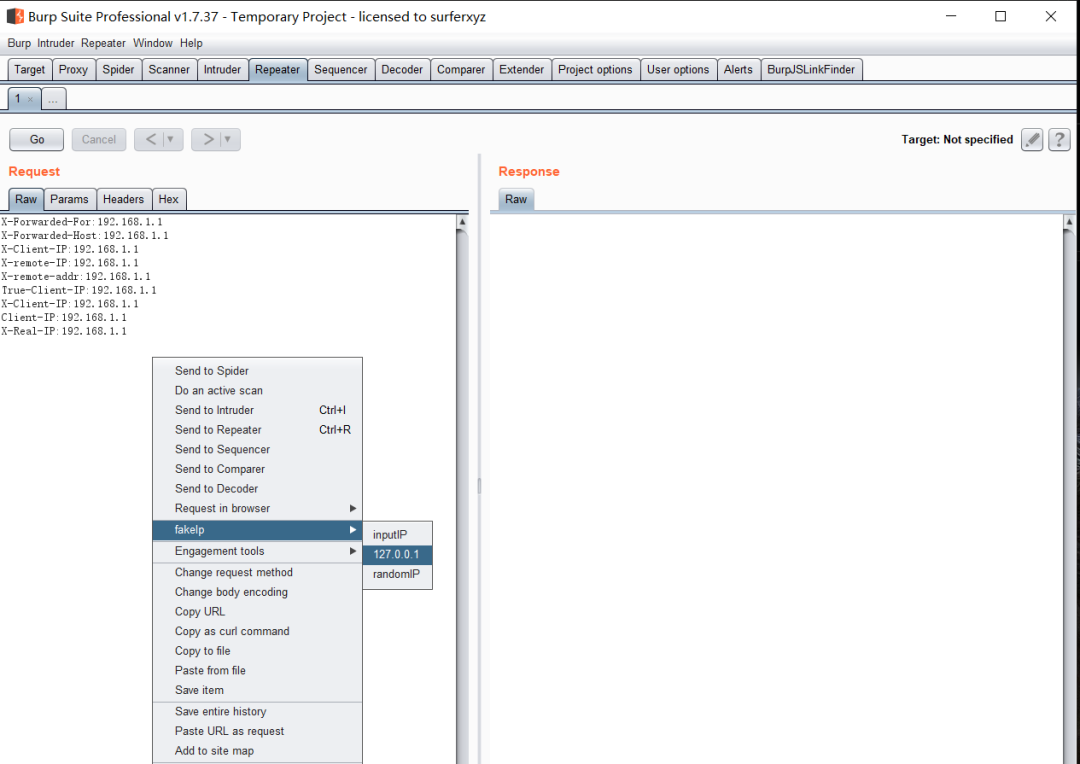 Burp Suite Professional v1.7.37 - Temporary Project - licensed to surferxyz
Burp Intruder Repeater Window Help
Target Proxy Spider Scanner Intruder Repeater Sequencer Decoder Comparer Extender Project options User options Alerts BurpJSLinkFinder
1 × ...
Go Cancel < ▼ > ▼ Target: Not specified ?
Request Response
Raw Params Headers Hex Raw
X-Forwarded-For:192.168.1.1
X-Forwarded-Host:192.168.1.1
X-Client-IP:192.168.1.1
X-remote-IP:192.168.1.1
X-remote-addr:192.168.1.1
True-Client-IP:192.168.1.1
X-Client-IP:192.168.1.1
Client-IP:192.168.1.1
X-Real-IP:192.168.1.1
Send to Spider
Do an active scan
Send to Intruder Ctrl+I
Send to Repeater Ctrl+R
Send to Sequencer
Send to Comparer
Send to Decoder
Request in browser
fakeIp
inputIP
127.0.0.1
randomIP
Engagement tools
Change request method
Change body encoding
Copy URL
Copy as curl command
Copy to file
Paste from file
Save item
Save entire history
Paste URL as request
Add to site map